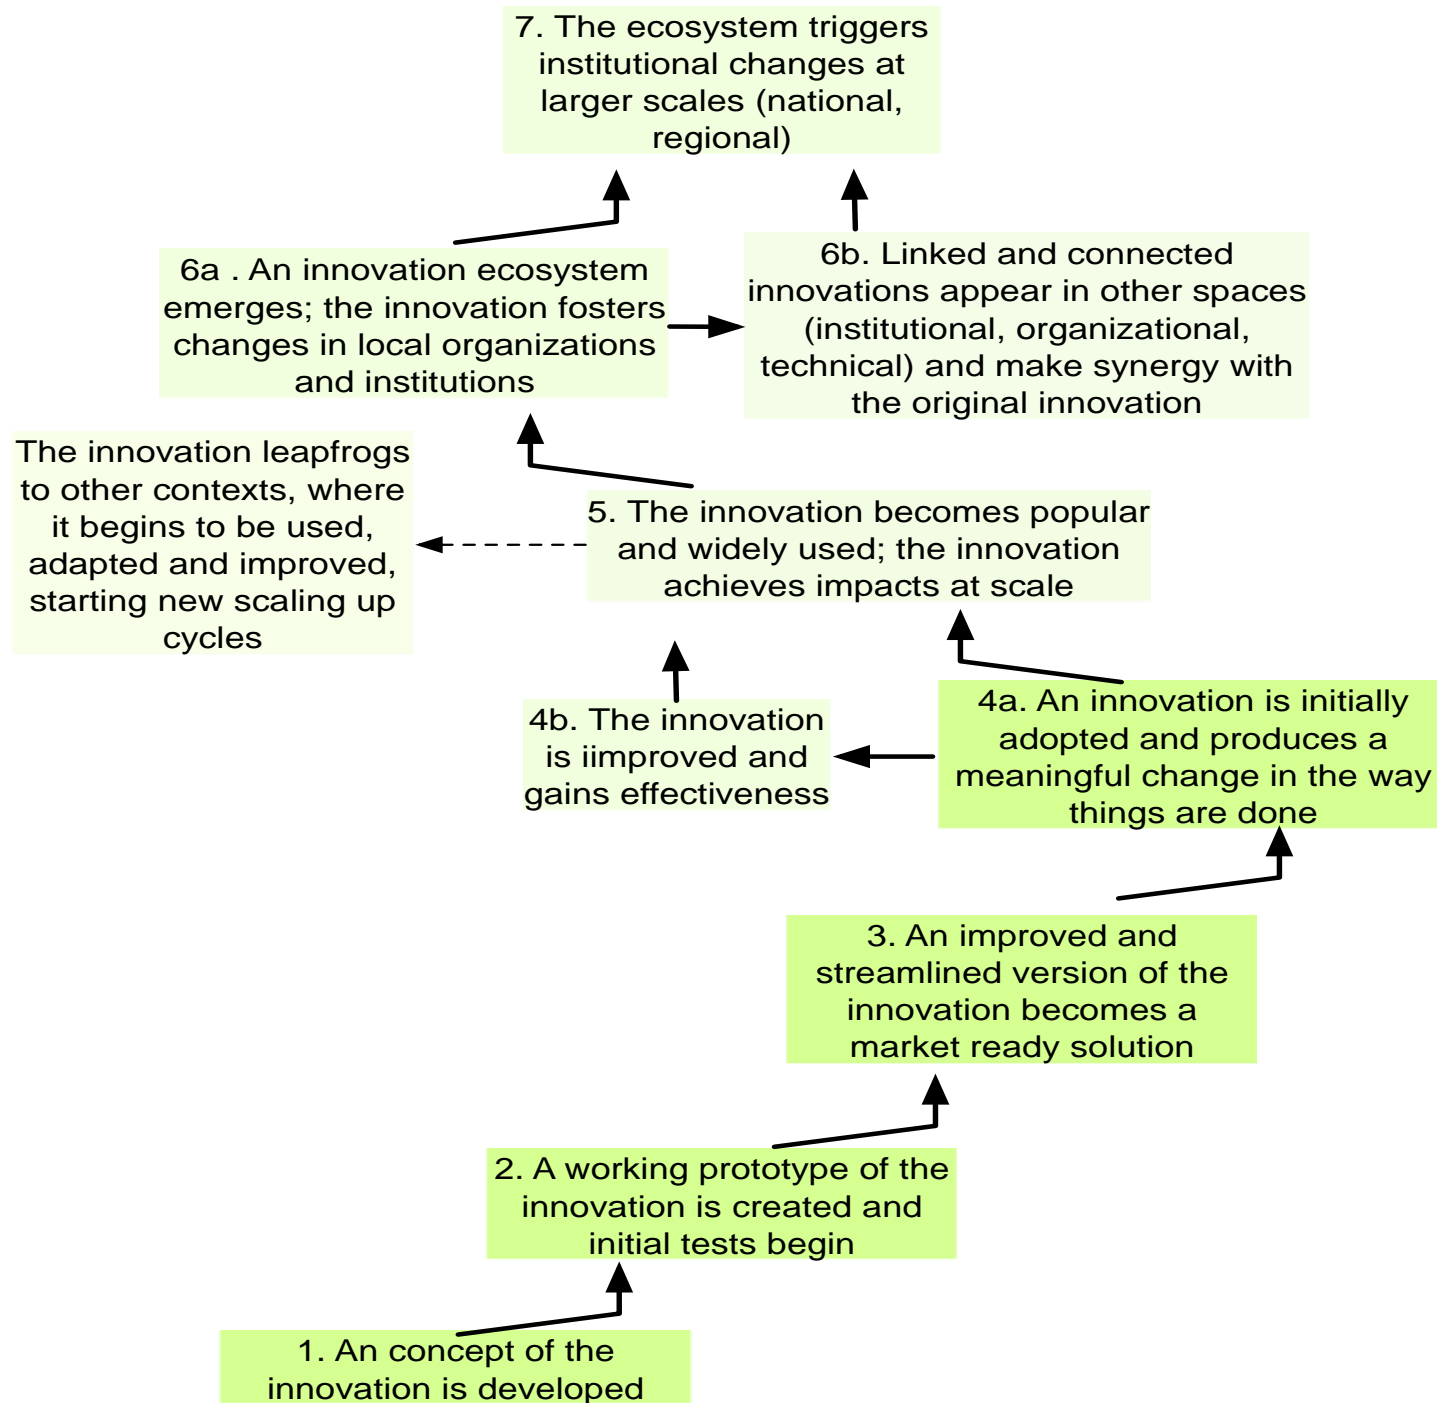 7. The ecosystem triggers
institutional changes at
larger scales (national,
regional)
6a . An innovation ecosystem
emerges; the innovation fosters
changes in local organizations
and institutions
6b. Linked and connected
innovations appear in other spaces
(institutional, organizational,
technical) and make synergy with
the original innovation
The innovation leapfrogs
to other contexts, where
it begins to be used,
adapted and improved,
starting new scaling up
cycles
5. The innovation becomes popular
and widely used; the innovation
achieves impacts at scale
4b. The innovation
is iimproved and
gains effectiveness
4a. An innovation is initially
adopted and produces a
meaningful change in the way
things are done
3. An improved and
streamlined version of the
innovation becomes a
market ready solution
2. A working prototype of the
innovation is created and
initial tests begin
1. An concept of the
innovation is developed